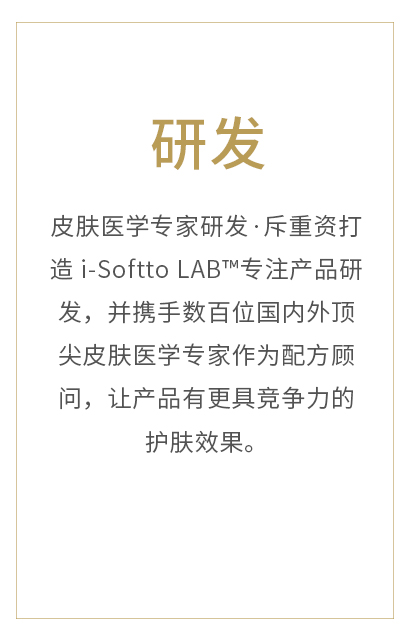 研发
皮肤医学专家研发·斥重资打
造 i-Softto LAB™专注产品研
发，并携手数百位国内外顶
尖皮肤医学专家作为配方顾
问，让产品有更具竞争力的
护肤效果。